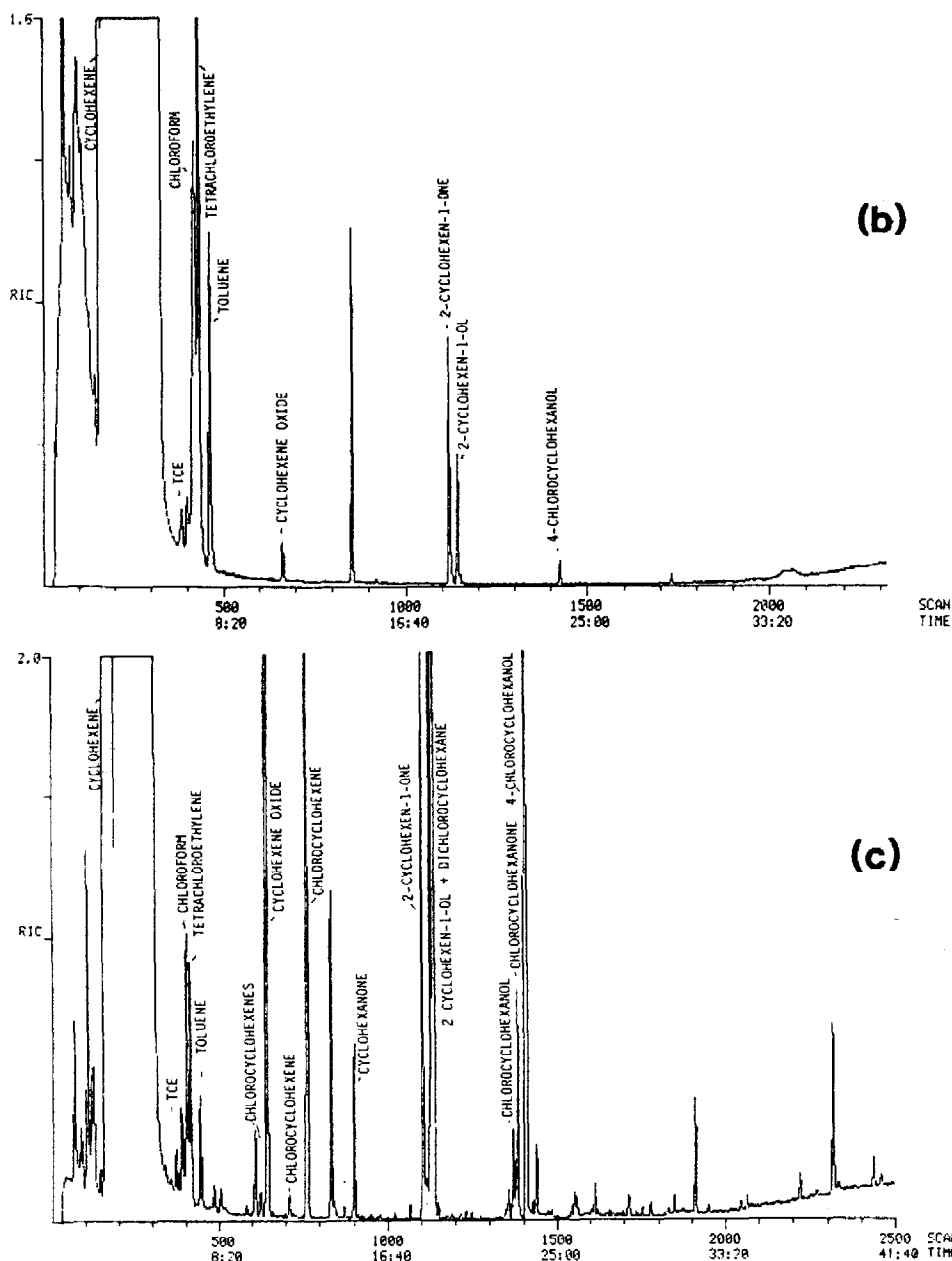 1.6
RIC
CYCLOHEXENE
TCE
CHLOROFORM
TETRACHLOROETHYLENE
TOLUENE
CYCLOHEXENE OXIDE
2-CYCLOHEXEN-1-ONE
2-CYCLOHEXEN-1-OL
4-CHLOROCYCLOHEXANOL
(b)
500 1000 1500 2000 SCAN
8:20 16:40 25:00 33:20 TIME
2.0
RIC
CYCLOHEXENE
TCE
CHLOROFORM
TETRACHLOROETHYLENE
TOLUENE
CHLOROCYCLOHEXENES
CYCLOHEXENE OXIDE
CHLOROCYCLOHEXENE
CHLOROCYCLOHEXENE
CYCLOHEXANONE
2-CYCLOHEXEN-1-ONE
2 CYCLOHEXEN-1-OL + DICHLOROCYCLOHEXANE
CHLOROCYCLOHEXANOL
CHLOROCYCLOHEXANONE
4-CHLOROCYCLOHEXANOL
(c)
500 1000 1500 2000 2500 SCAN
8:20 16:40 25:00 33:20 41:40 TIME